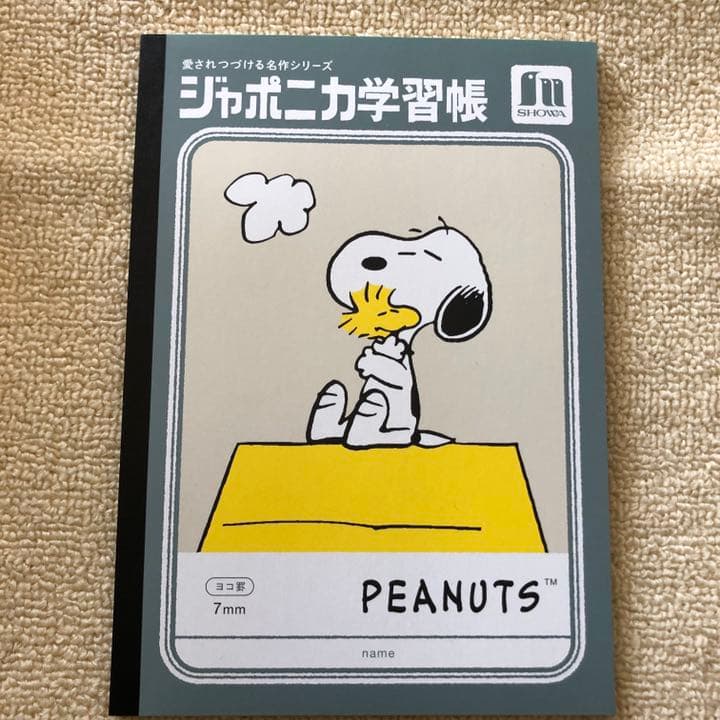 愛されつづける名作シリーズ
ジャポニカ学習帳
SHOWA
ヨコ罫
7mm
PEANUTS™
name